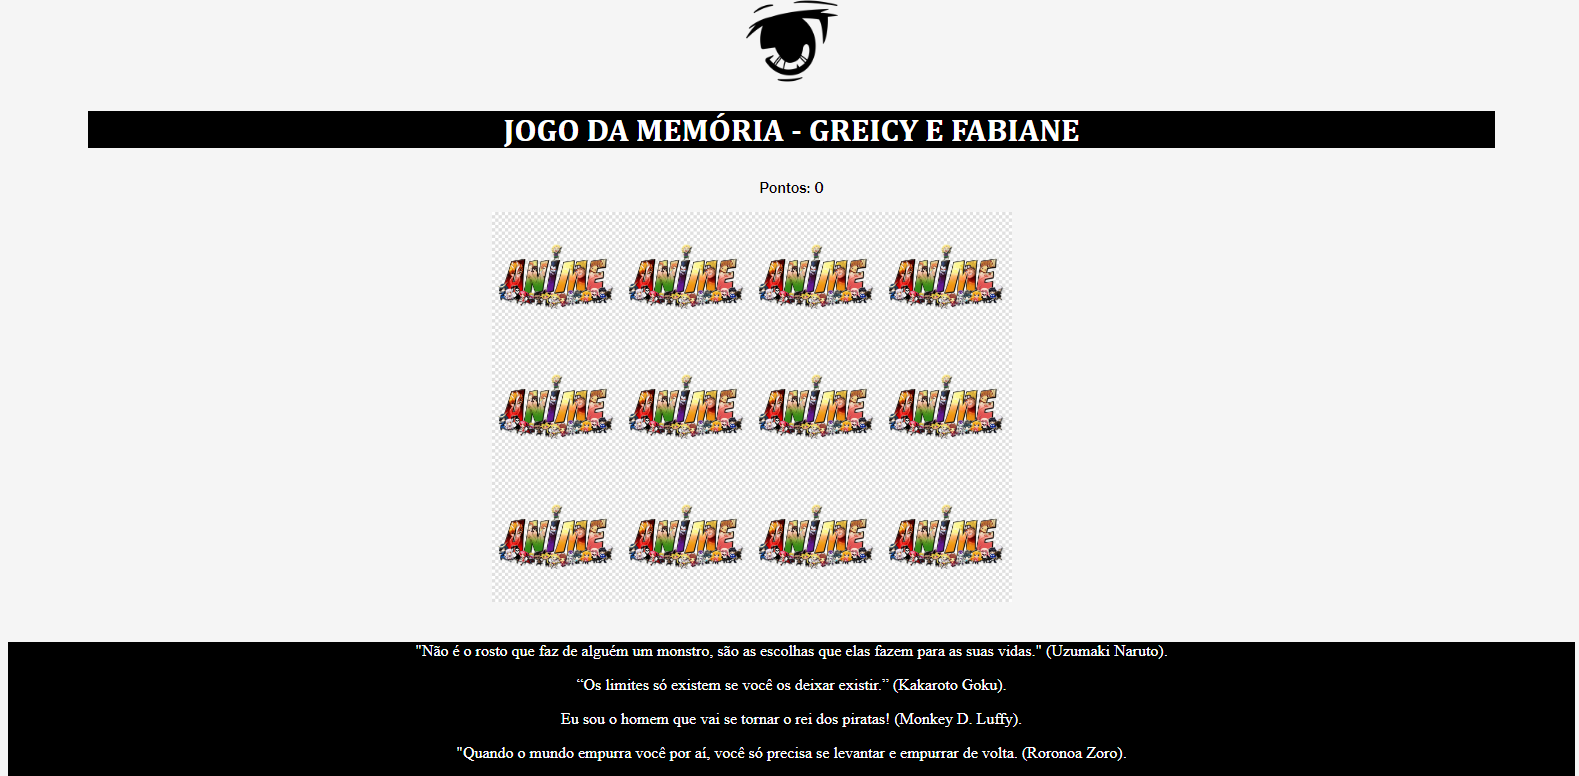 JOGO DA MEMÓRIA - GREICY E FABIANE
Pontos: 0
ANIME ANIME ANIME ANIME
ANIME ANIME ANIME ANIME
ANIME ANIME ANIME ANIME
"Não é o rosto que faz de alguém um monstro, são as escolhas que elas fazem para as suas vidas." (Uzumaki Naruto).
“Os limites só existem se você os deixar existir.” (Kakaroto Goku).
Eu sou o homem que vai se tornar o rei dos piratas! (Monkey D. Luffy).
"Quando o mundo empurra você por aí, você só precisa se levantar e empurrar de volta. (Roronoa Zoro).